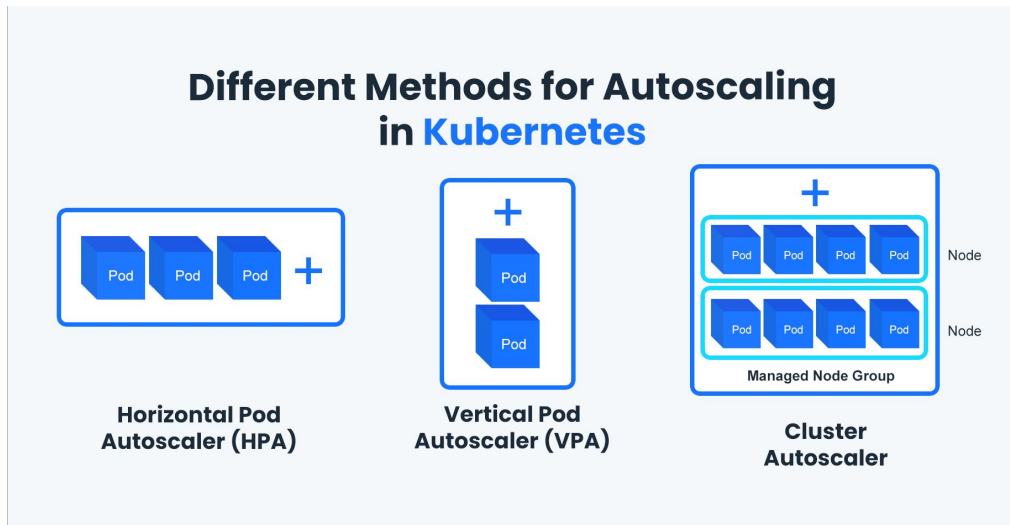 Different Methods for Autoscaling
in Kubernetes
Pod
Pod
Pod
+
Horizontal Pod
Autoscaler (HPA)
+
Pod
Pod
Vertical Pod
Autoscaler (VPA)
+
Pod Pod Pod Pod
Node
Pod Pod Pod Pod
Node
Managed Node Group
Cluster
Autoscaler